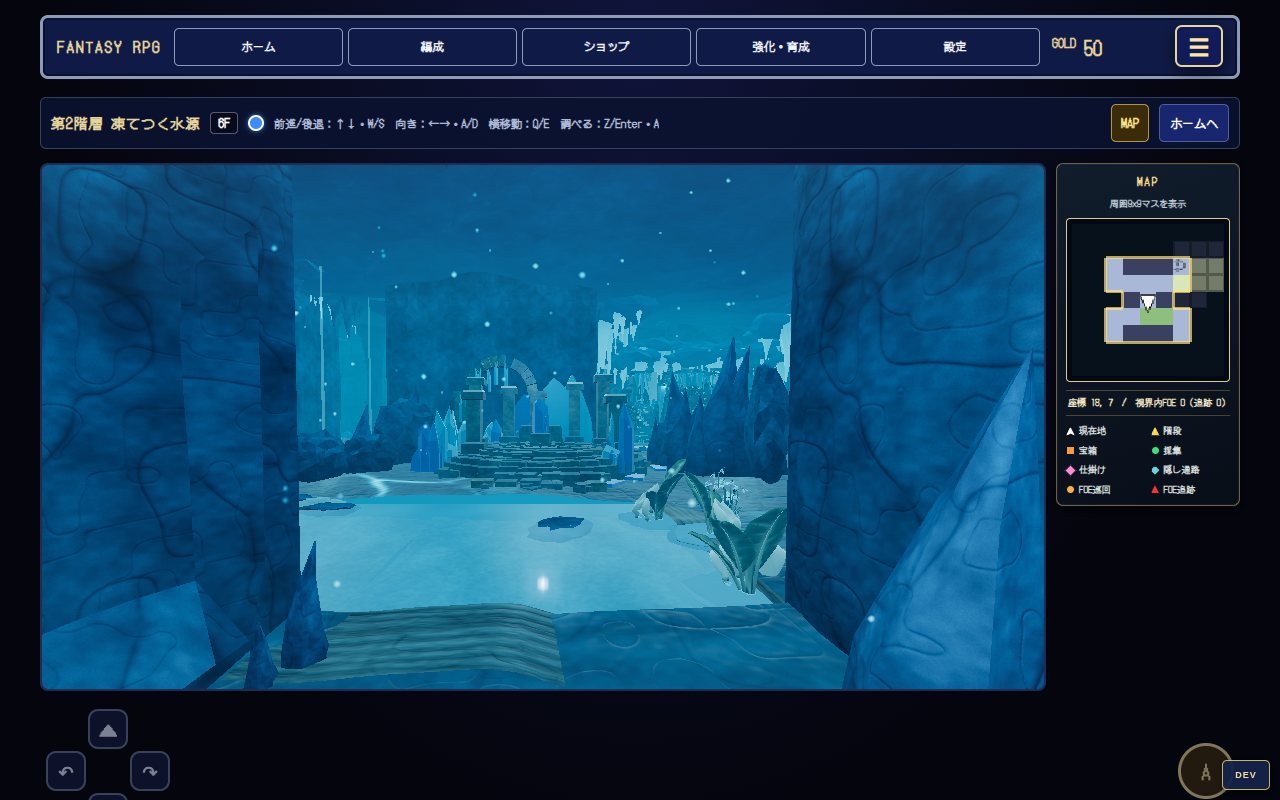 FANTASY RPG
ホーム
編成
ショップ
強化・育成
設定
GOLD 50
第2階層 凍てつく水源
6F
前進/後退:↑↓・W/S 向き:←→・A/D 横移動:Q/E 調べる:Z/Enter・A
MAP
ホームへ
MAP
周囲9x9マスを表示
座標 18, 7 / 視界内FOE 0 (追跡 0)
現在地
階段
宝箱
採集
仕掛け
隠し通路
FOE巡回
FOE追跡
A
DEV